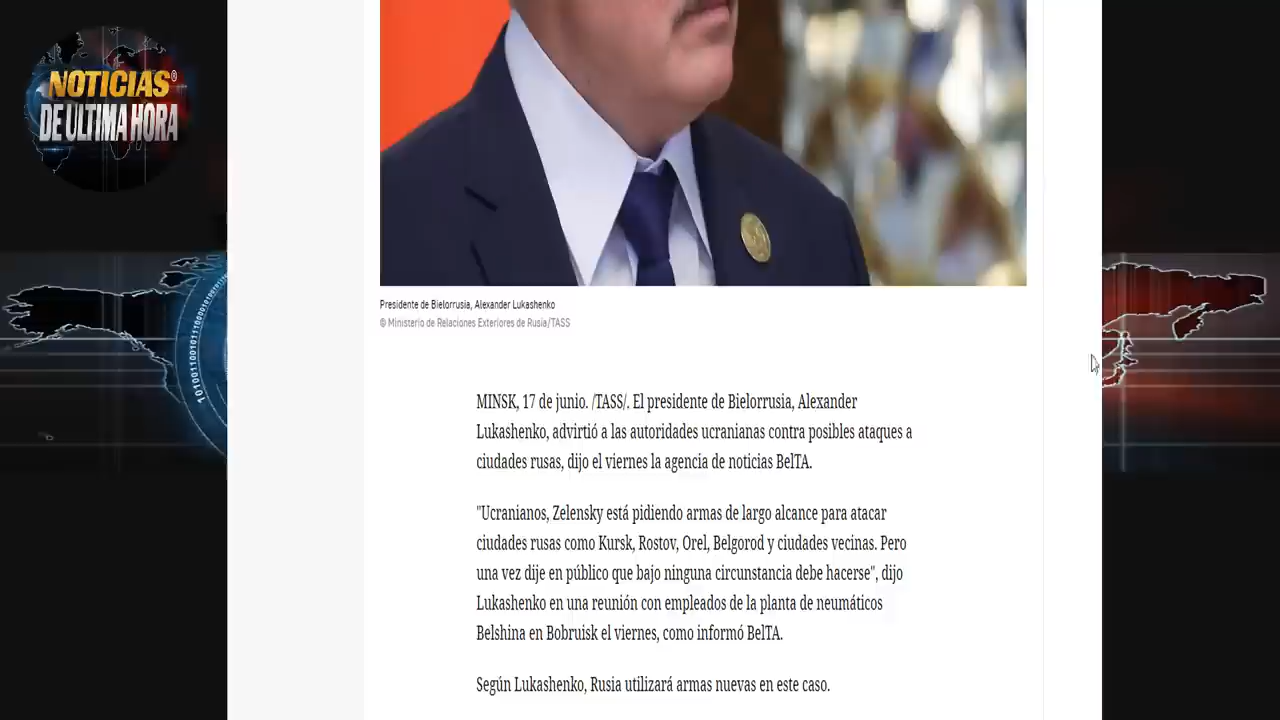 NOTICIAS®
DE ULTIMA HORA
Presidente de Bielorrusia, Alexander Lukashenko
© Ministerio de Relaciones Exteriores de Rusia/TASS
MINSK, 17 de junio. /TASS/. El presidente de Bielorrusia, Alexander
Lukashenko, advirtió a las autoridades ucranianas contra posibles ataques a
ciudades rusas, dijo el viernes la agencia de noticias BelTA.
"Ucranianos, Zelensky está pidiendo armas de largo alcance para atacar
ciudades rusas como Kursk, Rostov, Orel, Belgorod y ciudades vecinas. Pero
una vez dije en público que bajo ninguna circunstancia debe hacerse", dijo
Lukashenko en una reunión con empleados de la planta de neumáticos
Belshina en Bobruisk el viernes, como informó BelTA.
Según Lukashenko, Rusia utilizará armas nuevas en este caso.